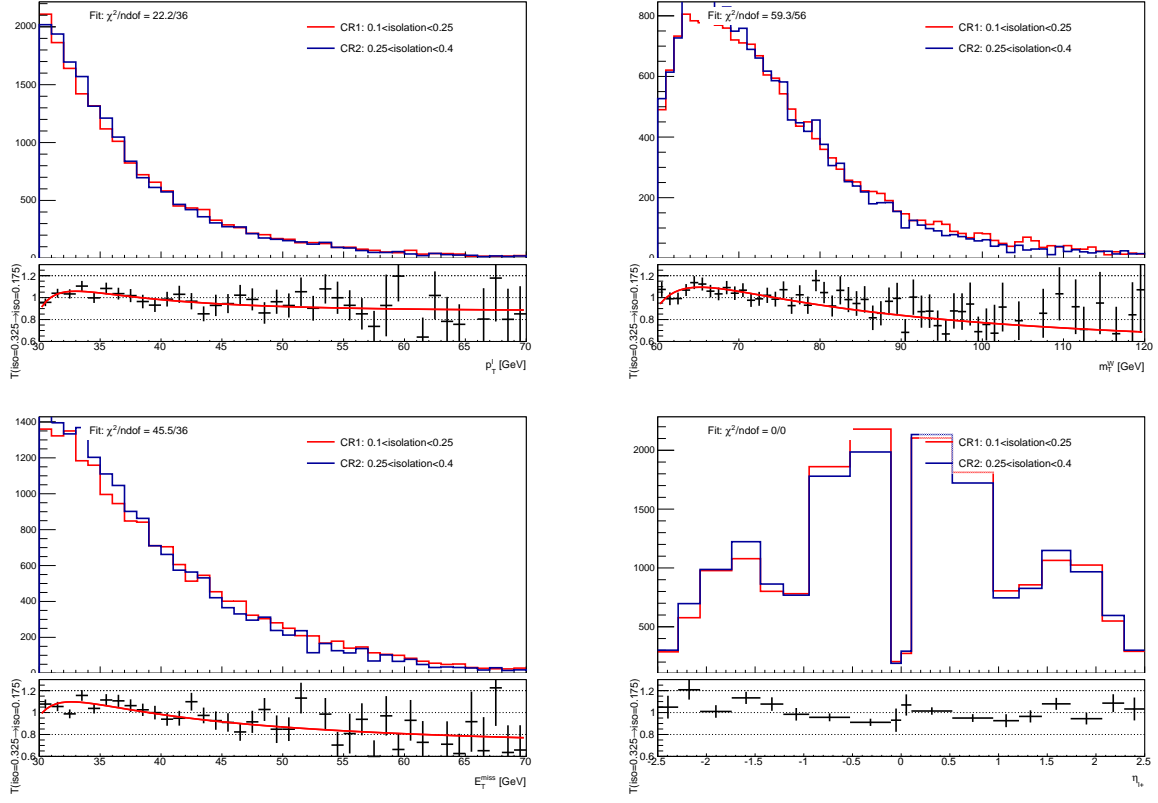 Fit: χ²/ndof = 22.2/36
CR1: 0.1<isolation<0.25
CR2: 0.25<isolation<0.4
2000
1500
1000
500
0
T(iso=0.325→iso=0.175)
1.2
1
0.8
0.6
30 35 40 45 50 55 60 65 70
p_T^l [GeV]
Fit: χ²/ndof = 59.3/56
CR1: 0.1<isolation<0.25
CR2: 0.25<isolation<0.4
800
600
400
200
0
T(iso=0.325→iso=0.175)
1.2
1
0.8
0.6
60 70 80 90 100 110 120
m_T^W [GeV]
Fit: χ²/ndof = 45.5/36
CR1: 0.1<isolation<0.25
CR2: 0.25<isolation<0.4
1400
1200
1000
800
600
400
200
0
T(iso=0.325→iso=0.175)
1.2
1
0.8
0.6
30 35 40 45 50 55 60 65 70
E_T^miss [GeV]
Fit: χ²/ndof = 0/0
CR1: 0.1<isolation<0.25
CR2: 0.25<isolation<0.4
2000
1500
1000
500
T(iso=0.325→iso=0.175)
1.2
1
0.8
0.6
-2.5 -2 -1.5 -1 -0.5 0 0.5 1 1.5 2 2.5
η_l+